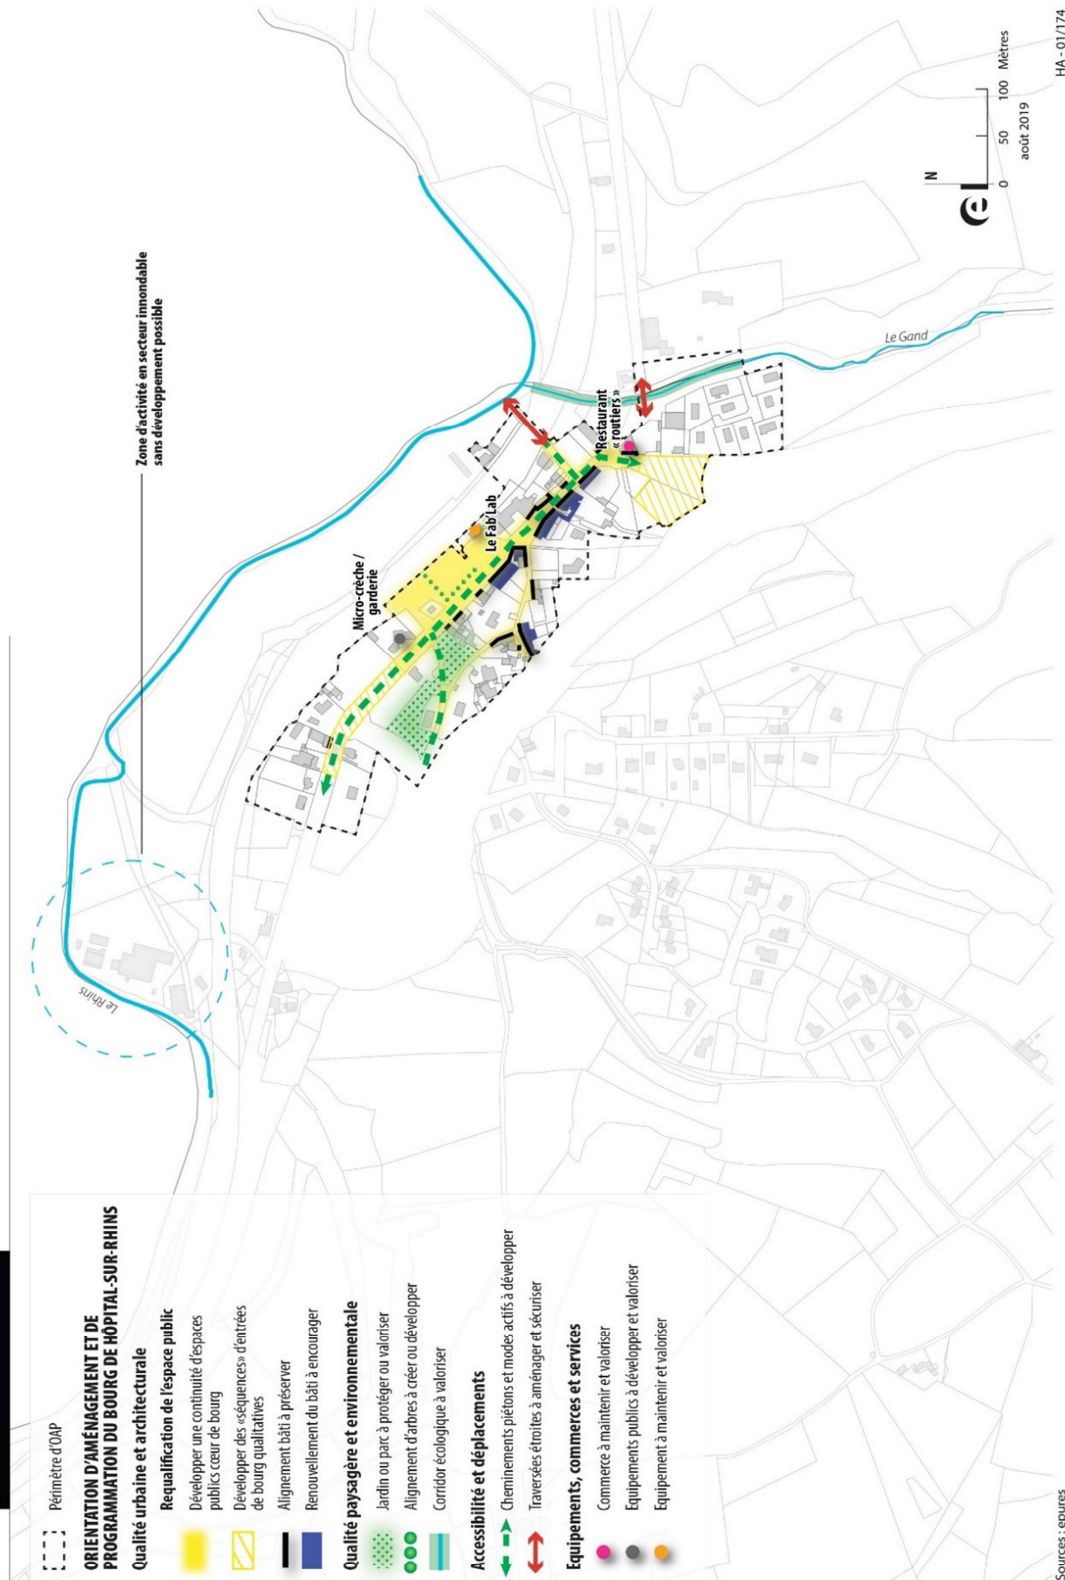 Périmètre d'OAP
ORIENTATION D'AMÉNAGEMENT ET DE
PROGRAMMATION DU BOURG DE HÔPITAL-SUR-RHINS
Qualité urbaine et architecturale
Requalification de l'espace public
Développer une continuité d'espaces
publics cœur de bourg
Développer des «séquences» d'entrées
de bourg qualitatives
Alignement bâti à préserver
Renouvellement du bâti à encourager
Qualité paysagère et environnementale
Jardin ou parc à protéger ou valoriser
Alignement d'arbres à créer ou développer
Corridor écologique à valoriser
Accessibilité et déplacements
Cheminements piétons et modes actifs à développer
Traversées étroites à aménager et sécuriser
Equipements, commerces et services
Commerce à maintenir et valoriser
Equipements publics à développer et valoriser
Equipement à maintenir et valoriser
Le Rhins
Zone d'activité en secteur innondable
sans développement possible
Micro-crèche /
garderie
Le Fab'Lab
Restaurant
« routiers »
Le Gand
N
e
0 50 100 Mètres
août 2019
Sources : epures
HA - 01/174